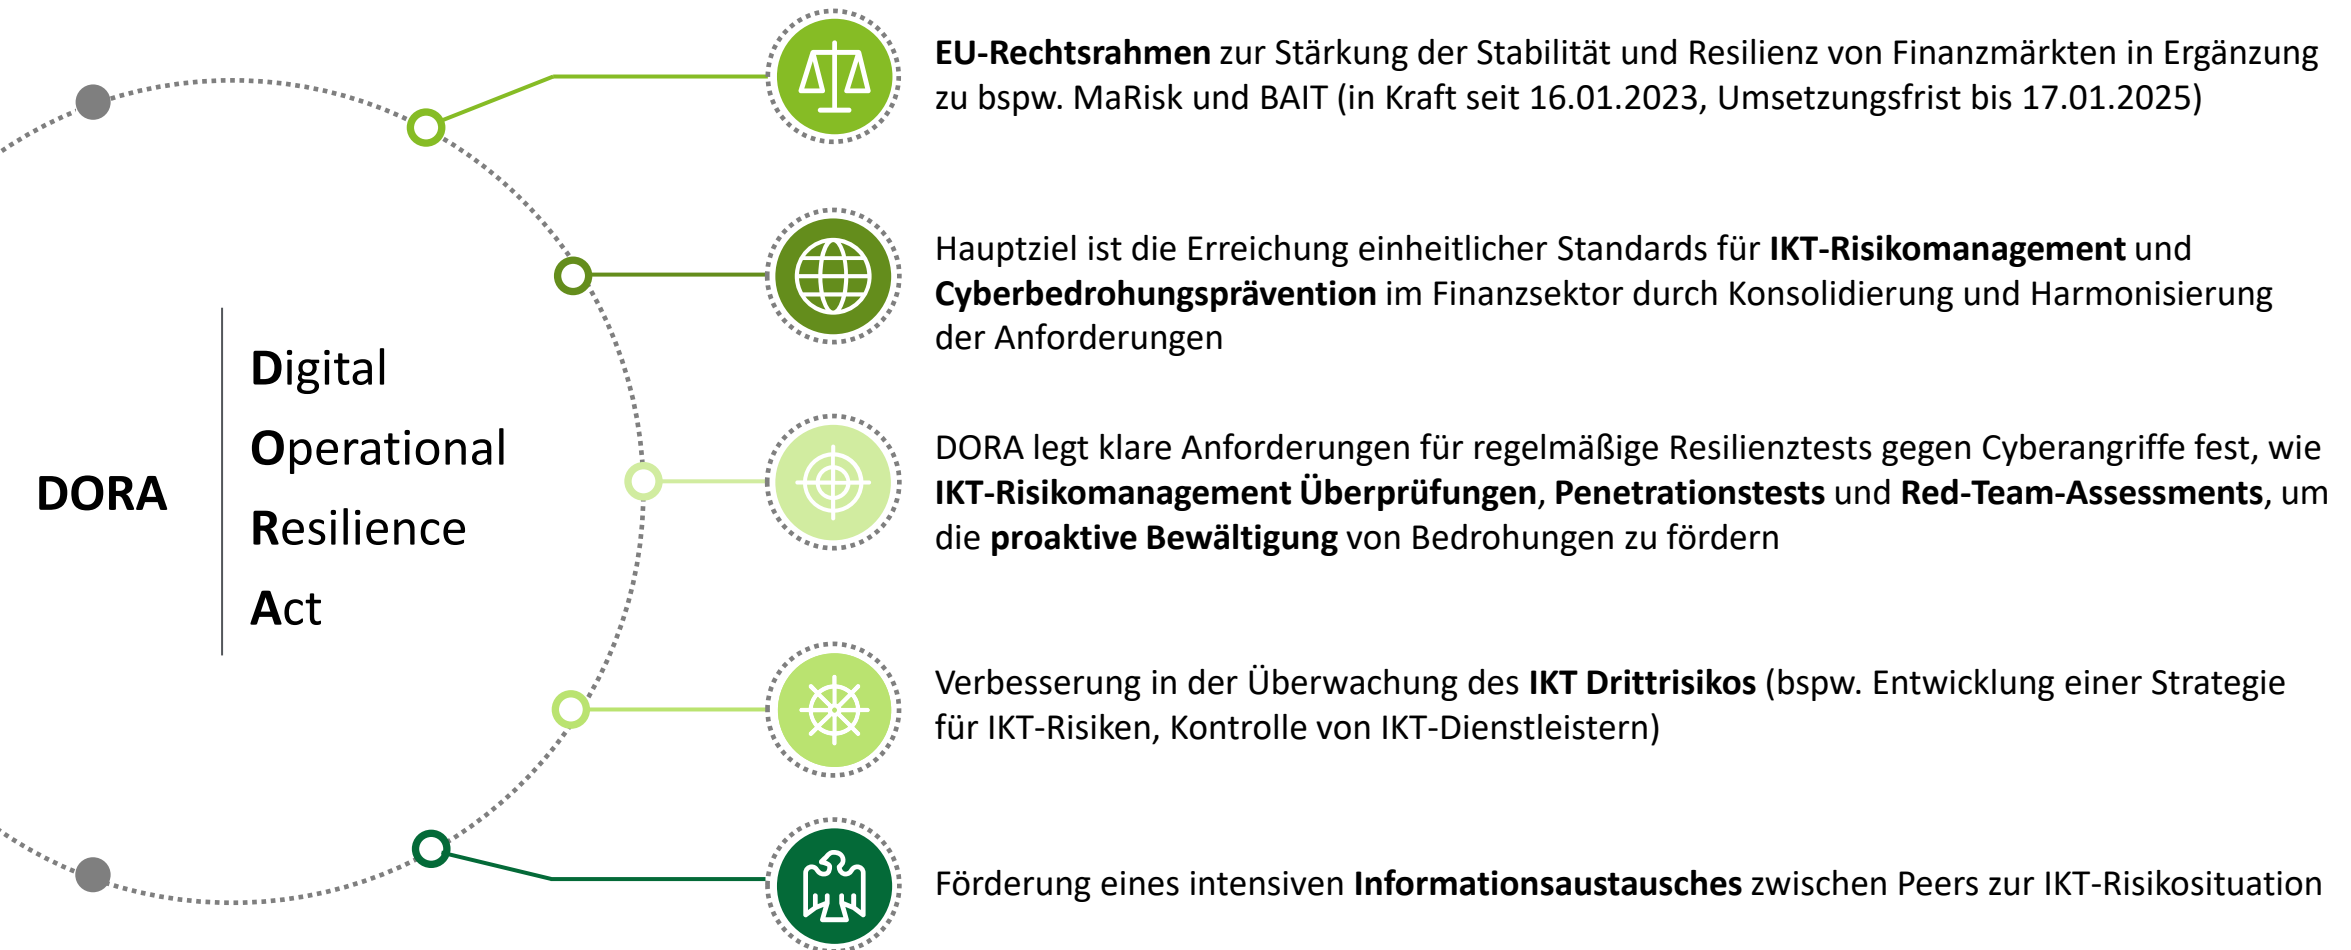 DORA
Digital
Operational
Resilience
Act
EU-Rechtsrahmen zur Stärkung der Stabilität und Resilienz von Finanzmärkten in Ergänzung
zu bspw. MaRisk und BAIT (in Kraft seit 16.01.2023, Umsetzungsfrist bis 17.01.2025)
Hauptziel ist die Erreichung einheitlicher Standards für IKT-Risikomanagement und
Cyberbedrohungsprävention im Finanzsektor durch Konsolidierung und Harmonisierung
der Anforderungen
DORA legt klare Anforderungen für regelmäßige Resilienztests gegen Cyberangriffe fest, wie
IKT-Risikomanagement Überprüfungen, Penetrationstests und Red-Team-Assessments, um
die proaktive Bewältigung von Bedrohungen zu fördern
Verbesserung in der Überwachung des IKT Drittrisikos (bspw. Entwicklung einer Strategie
für IKT-Risiken, Kontrolle von IKT-Dienstleistern)
Förderung eines intensiven Informationsaustausches zwischen Peers zur IKT-Risikosituation